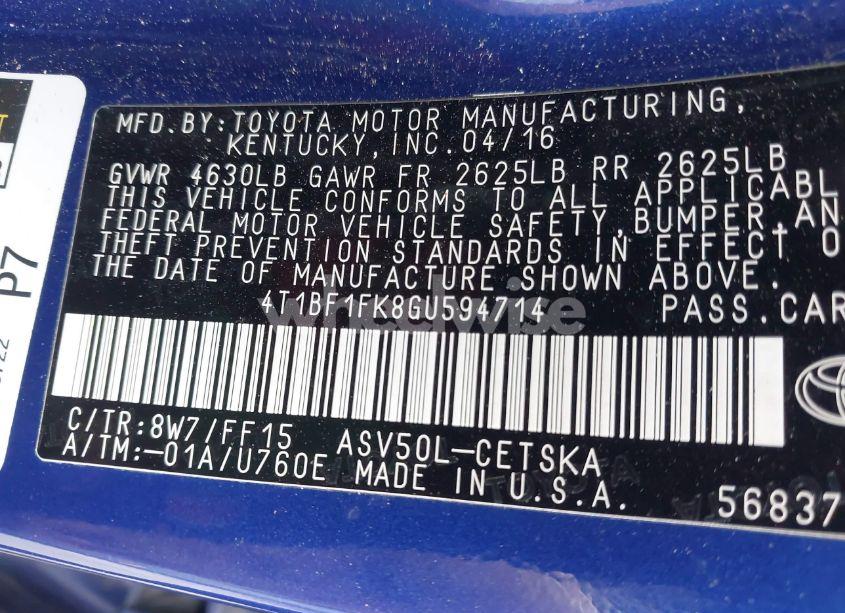 MFD.BY:TOYOTA MOTOR MANUFACTURING,
KENTUCKY,INC.04/16
GVWR 4630LB GAWR FR 2625LB RR 2625LB
THIS VEHICLE CONFORMS TO ALL APPLICABL
FEDERAL MOTOR VEHICLE SAFETY,BUMPER,AN
THEFT PREVENTION STANDARDS IN EFFECT O
THE DATE OF MANUFACTURE SHOWN ABOVE.
4T1BF1FK8GU594714 PASS.CAR
C/TR:8W7/FF15 ASV50L-CETSKA
A/TM:-01A/U760E MADE IN U.S.A. 56837
P7
wheelwise
TOYOTA